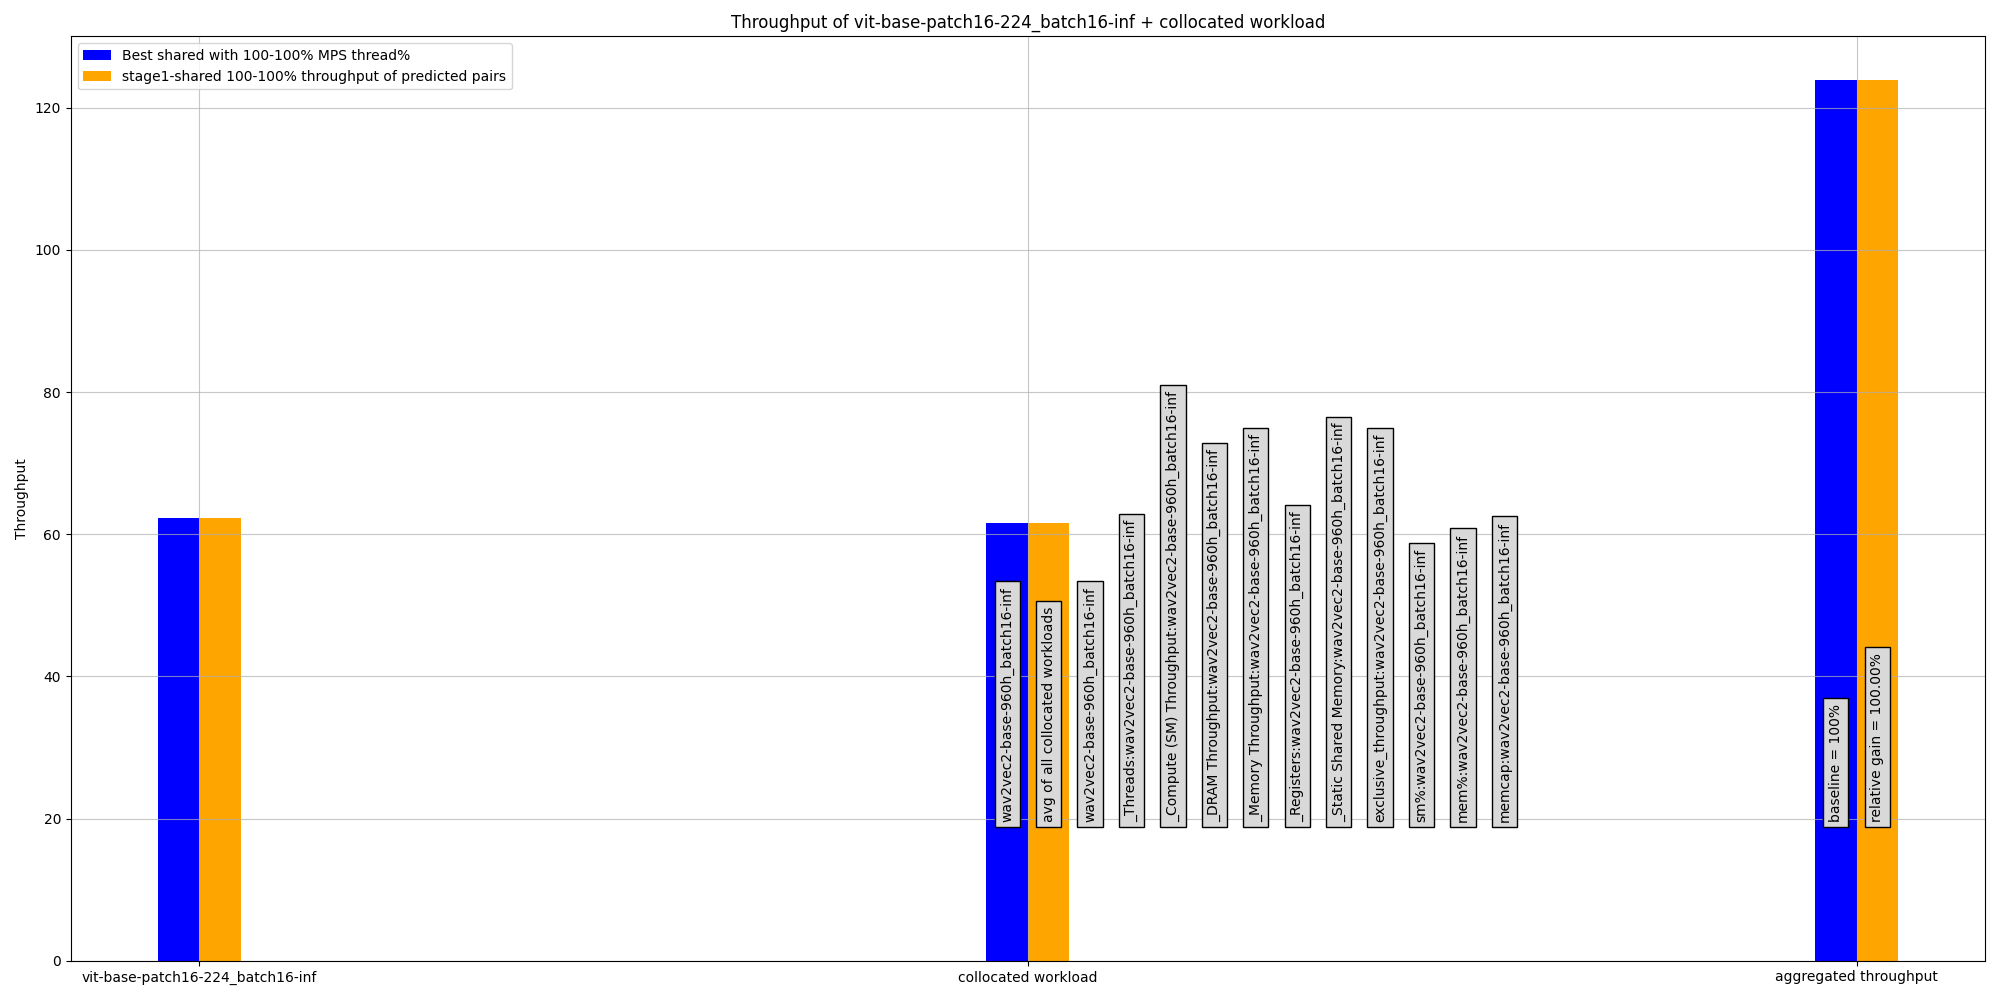 Throughput of vit-base-patch16-224_batch16-inf + collocated workload
Best shared with 100-100% MPS thread%
stage1-shared 100-100% throughput of predicted pairs
Throughput
120
100
80
60
40
20
0
wav2vec2-base-960h_batch16-inf
avg of all collocated workloads
wav2vec2-base-960h_batch16-inf
_Threads:wav2vec2-base-960h_batch16-inf
_Compute (SM) Throughput:wav2vec2-base-960h_batch16-inf
_DRAM Throughput:wav2vec2-base-960h_batch16-inf
_Memory Throughput:wav2vec2-base-960h_batch16-inf
_Registers:wav2vec2-base-960h_batch16-inf
_Static Shared Memory:wav2vec2-base-960h_batch16-inf
exclusive_throughput:wav2vec2-base-960h_batch16-inf
sm%:wav2vec2-base-960h_batch16-inf
mem%:wav2vec2-base-960h_batch16-inf
memcap:wav2vec2-base-960h_batch16-inf
baseline = 100%
relative gain = 100.00%
vit-base-patch16-224_batch16-inf
collocated workload
aggregated throughput